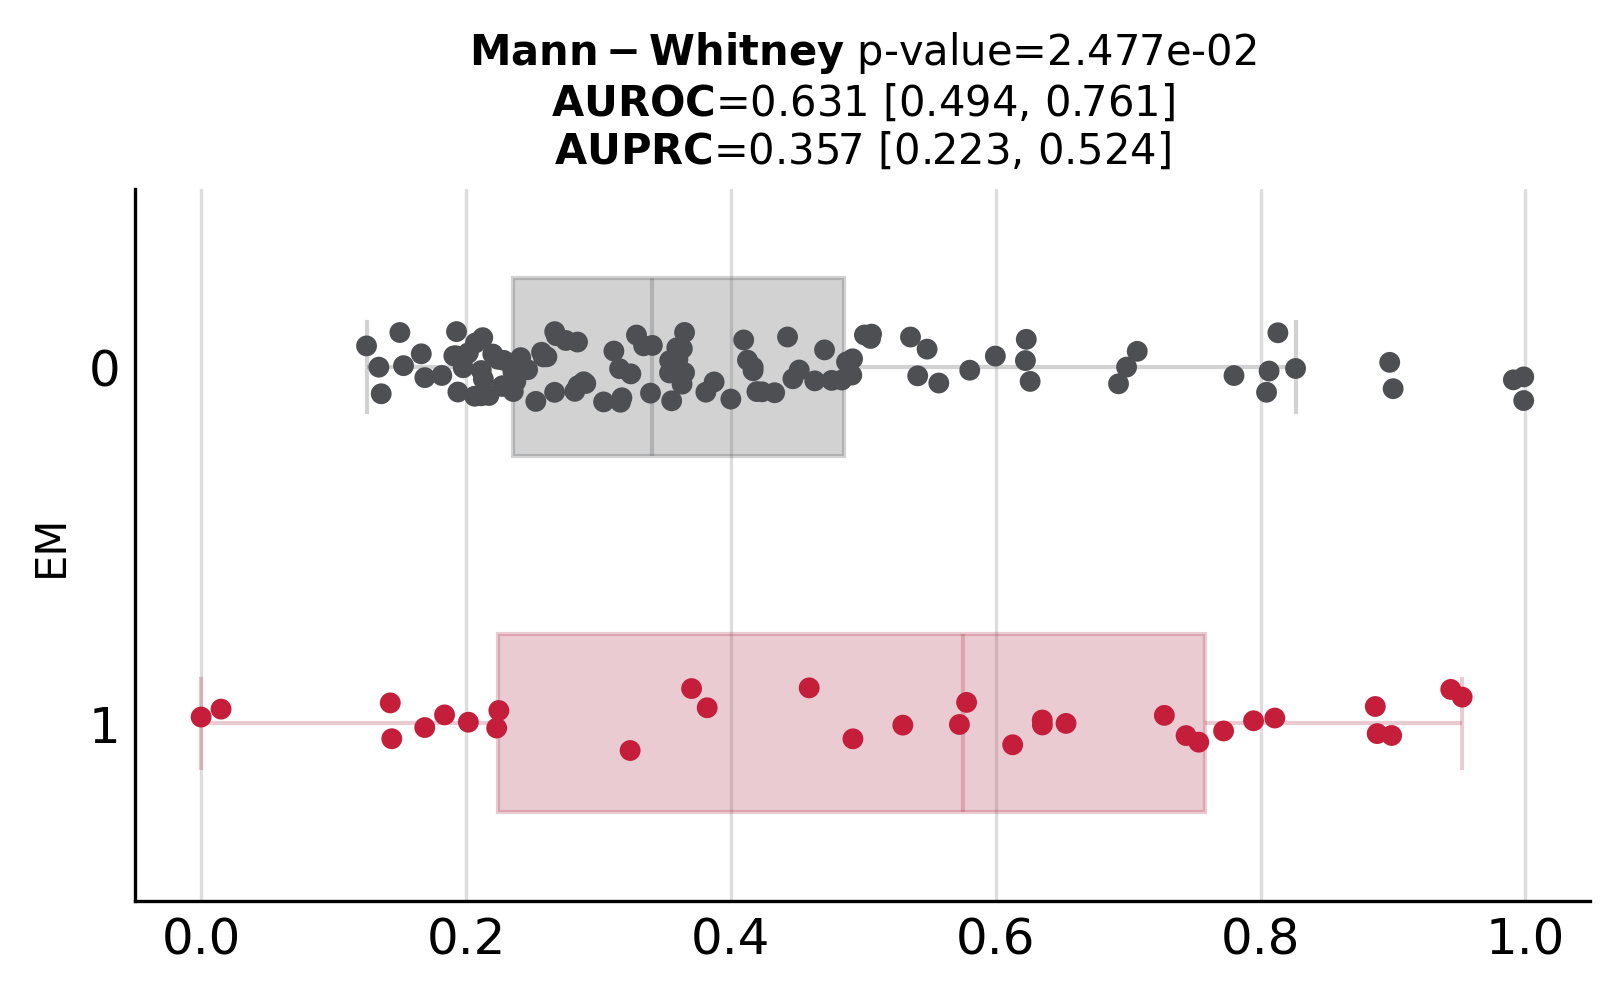 Mann − Whitney p-value=2.477e-02
AUROC=0.631 [0.494, 0.761]
AUPRC=0.357 [0.223, 0.524]
0
EM
1
0.0 0.2 0.4 0.6 0.8 1.0